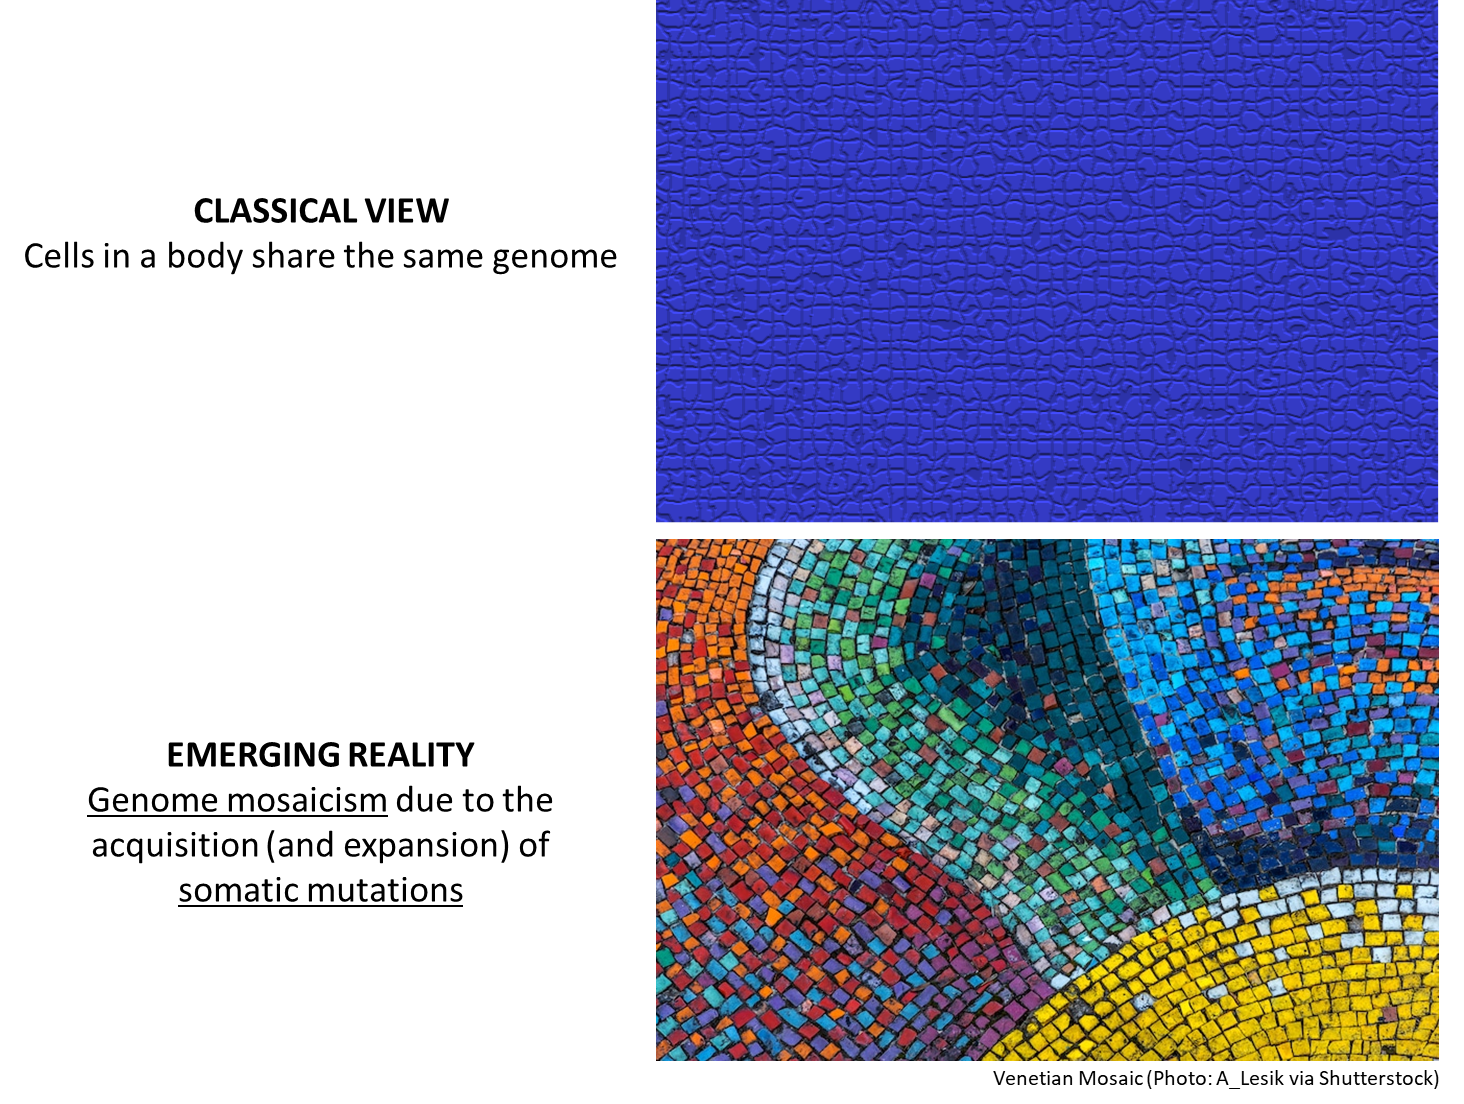 CLASSICAL VIEW
Cells in a body share the same genome
EMERGING REALITY
Genome mosaicism due to the
acquisition (and expansion) of
somatic mutations
Venetian Mosaic (Photo: A_Lesik via Shutterstock)